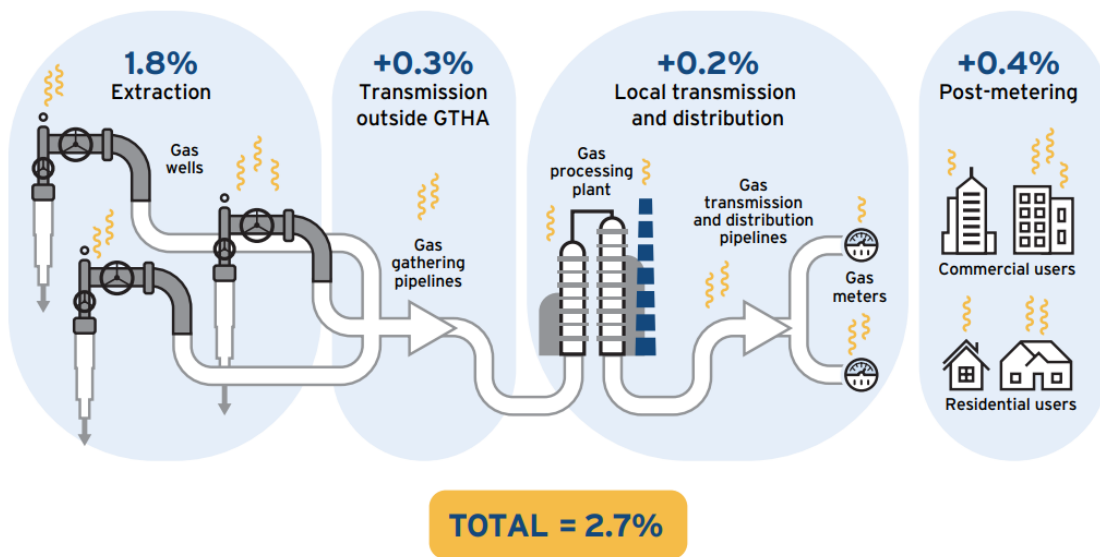 1.8%
Extraction
+0.3%
Transmission
outside GTHA
+0.2%
Local transmission
and distribution
+0.4%
Post-metering
Gas
wells
Gas
gathering
pipelines
Gas
processing
plant
Gas
transmission
and distribution
pipelines
Gas
meters
Commercial users
Residential users
TOTAL = 2.7%